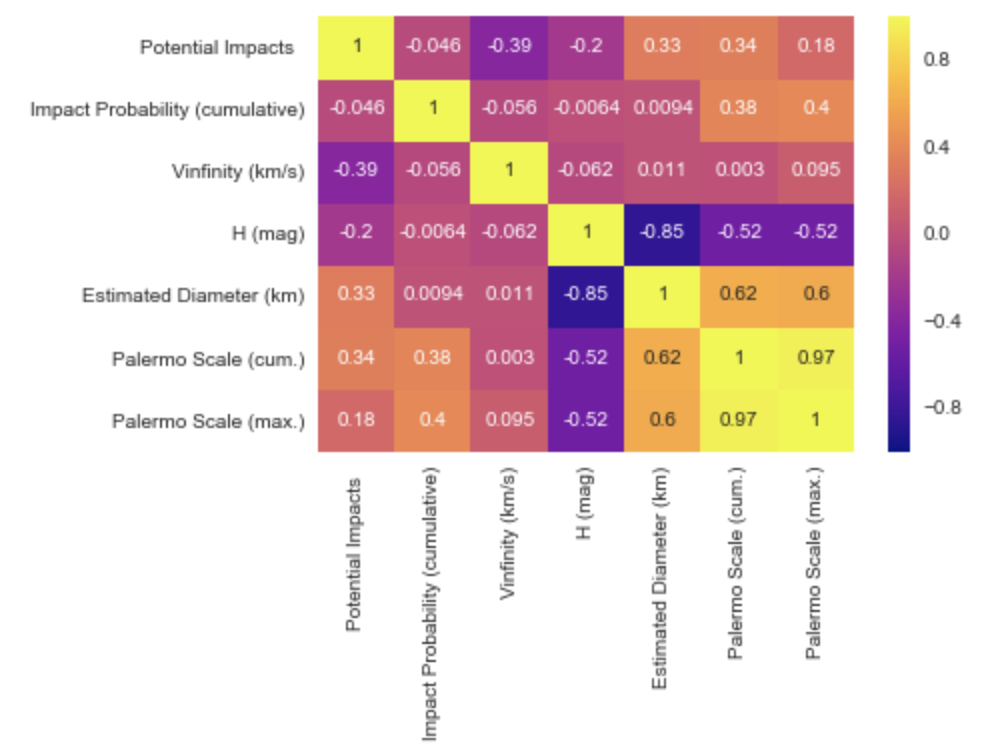 Potential Impacts 1 -0.046 -0.39 -0.2 0.33 0.34 0.18
Impact Probability (cumulative) -0.046 1 -0.056 -0.0064 0.0094 0.38 0.4
Vinfinity (km/s) -0.39 -0.056 1 -0.062 0.011 0.003 0.095
H (mag) -0.2 -0.0064 -0.062 1 -0.85 -0.52 -0.52
Estimated Diameter (km) 0.33 0.0094 0.011 -0.85 1 0.62 0.6
Palermo Scale (cum.) 0.34 0.38 0.003 -0.52 0.62 1 0.97
Palermo Scale (max.) 0.18 0.4 0.095 -0.52 0.6 0.97 1
0.8
0.4
0.0
−0.4
−0.8
Potential Impacts
Impact Probability (cumulative)
Vinfinity (km/s)
H (mag)
Estimated Diameter (km)
Palermo Scale (cum.)
Palermo Scale (max.)